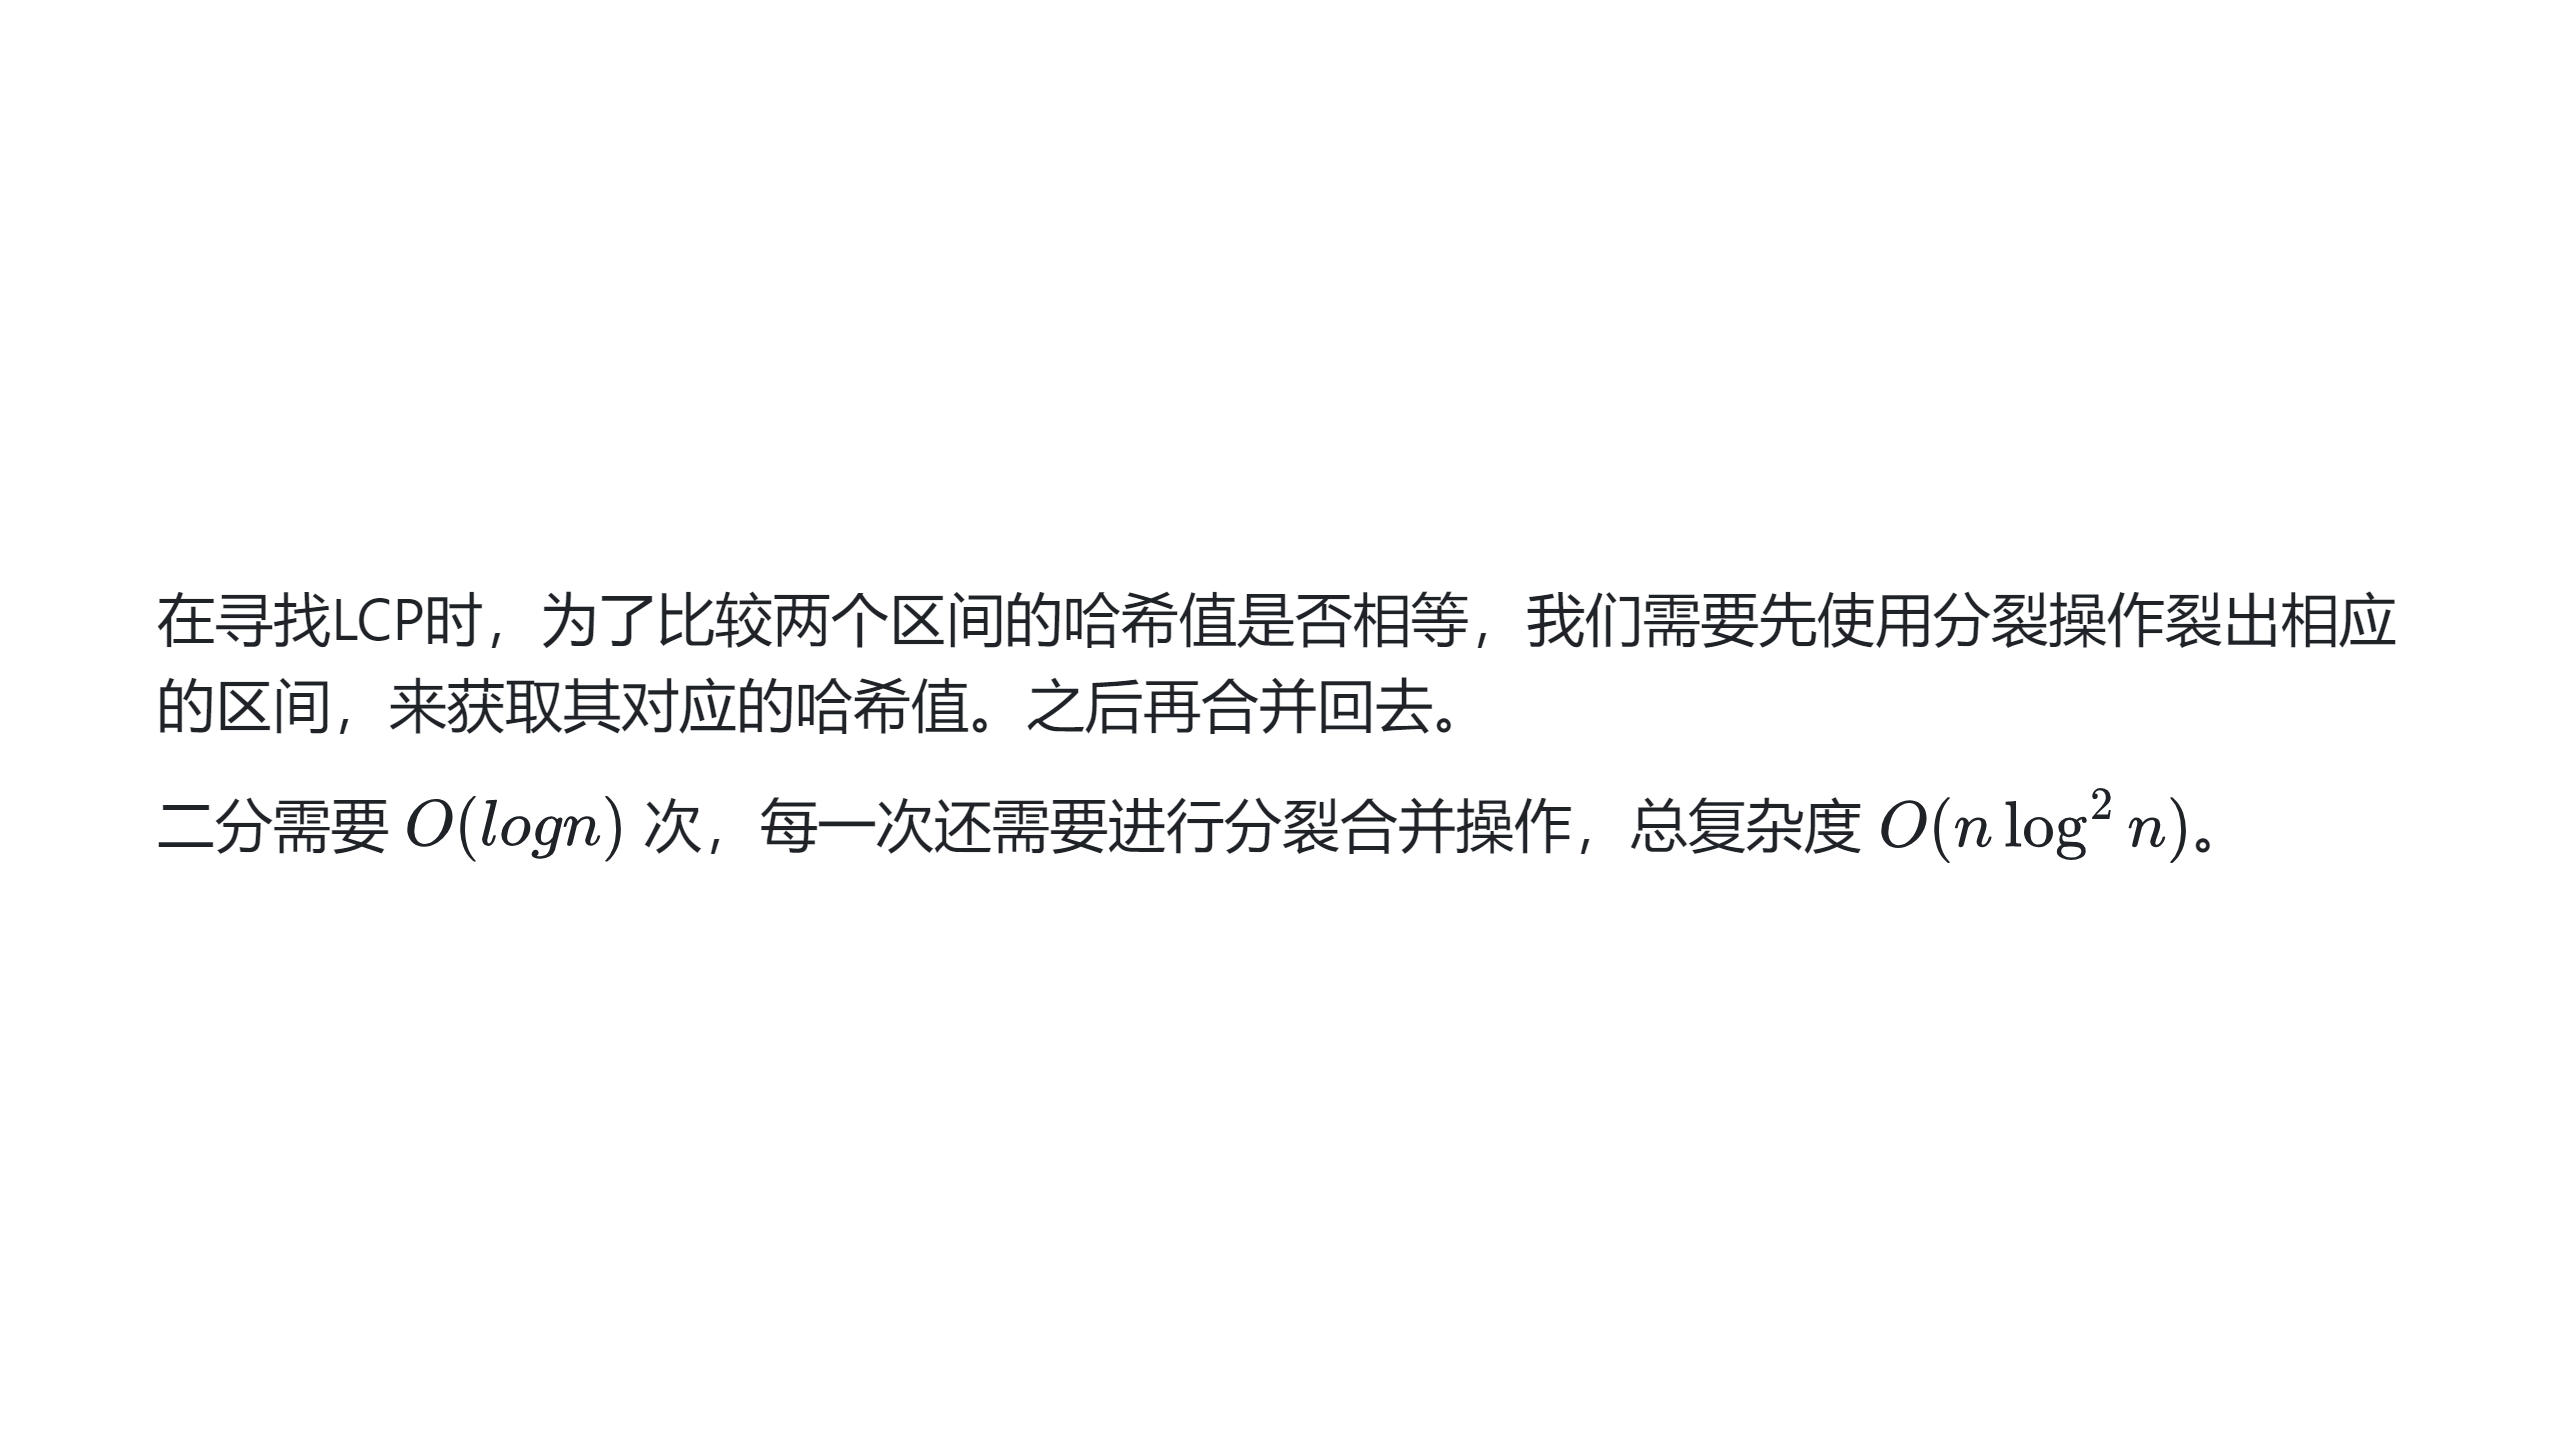 在寻找LCP时，为了比较两个区间的哈希值是否相等，我们需要先使用分裂操作裂出相应
的区间，来获取其对应的哈希值。之后再合并回去。
二分需要 $O(logn)$ 次，每一次还需要进行分裂合并操作，总复杂度 $O(n \log^2 n)$。